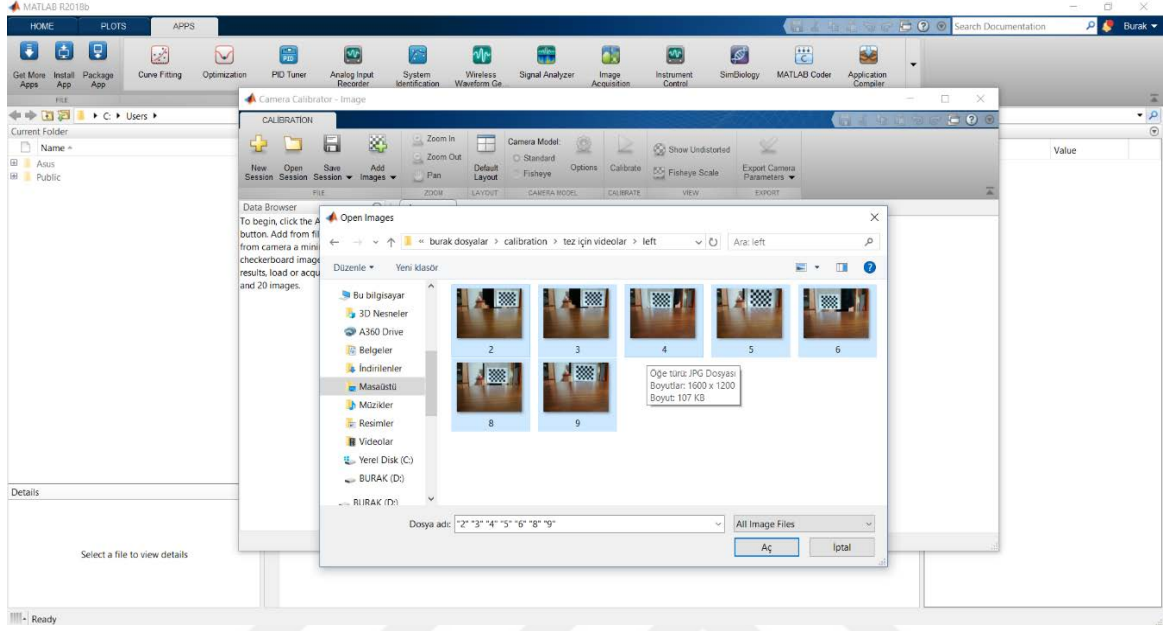 MATLAB R2018b
HOME PLOTS APPS
Search Documentation
Burak
Get More Apps
Install App
Package App
Curve Fitting
Optimization
PID Tuner
Analog Input Recorder
System Identification
Wireless Waveform Ge...
Signal Analyzer
Image Acquisition
Instrument Control
SimBiology
MATLAB Coder
Application Compiler
FILE
C: Users
Current Folder
Name
Asus
Public
Value
Camera Calibrator - Image
CALIBRATION
New Session
Open Session
Save Session
Add Images
Zoom In
Zoom Out
Pan
Default Layout
Camera Model:
Standard
Fisheye
Options
Calibrate
Show Undistorted
Fisheye Scale
Export Camera Parameters
FILE ZOOM LAYOUT CAMERA MODEL CALIBRATE VIEW EXPORT
Data Browser
To begin, click the A
button. Add from fil
from camera a mini
checkerboard image
results, load or acqu
and 20 images.
Open Images
« burak dosyalar > calibration > tez için videolar > left
Ara: left
Düzenle Yeni klasör
Bu bilgisayar
3D Nesneler
A360 Drive
Belgeler
İndirilenler
Masaüstü
Müzikler
Resimler
Videolar
Yerel Disk (C:)
BURAK (D:)
BURAK (D:)
2 3 4 5 6
8 9
Öğe türü: JPG Dosyası
Boyutlar: 1600 x 1200
Boyut: 107 KB
Dosya adı: "2" "3" "4" "5" "6" "8" "9"
All Image Files
Aç İptal
Details
Select a file to view details
Ready